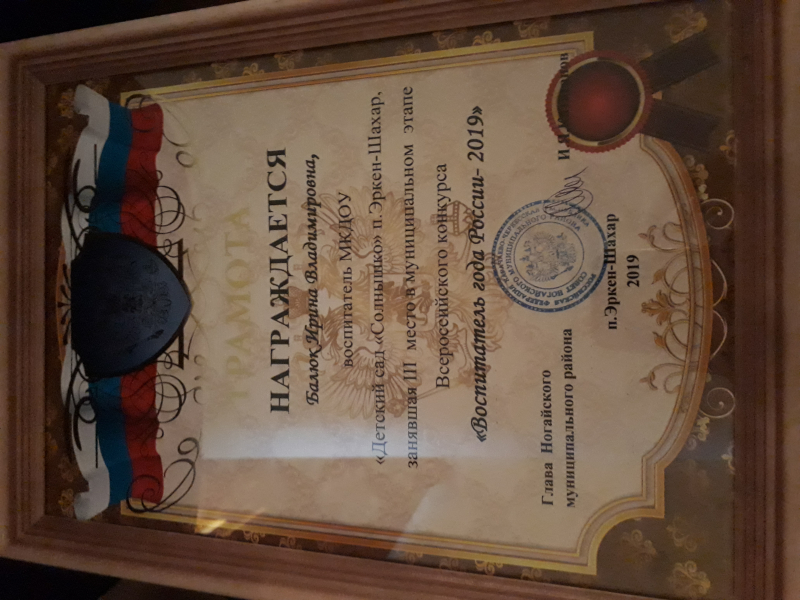 ГРАМОТА
НАГРАЖДАЕТСЯ
Балюк Ирина Владимировна,
воспитатель МКДОУ
«Детский сад «Солнышко» п.Эркен-Шахар,
занявшая III место в муниципальном этапе
Всероссийского конкурса
«Воспитатель года России- 2019»
Глава Ногайского
муниципального района
п.Эркен-Шахар
2019